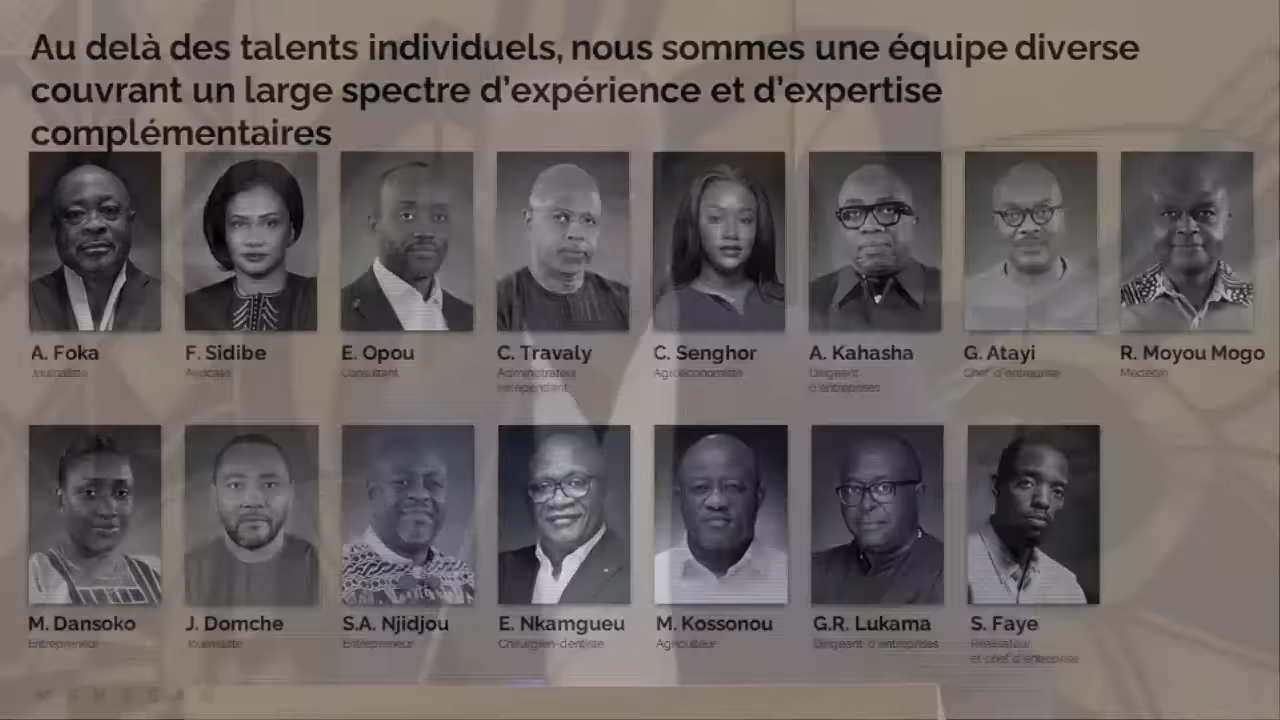 Au delà des talents individuels, nous sommes une équipe diverse
couvrant un large spectre d’expérience et d’expertise
complémentaires
A. Foka
F. Sidibe
E. Opou
C. Travaly
C. Senghor
A. Kahasha
G. Atayi
R. Moyou Mogo
Journaliste
Avocate
Consultant
Administrateur
indépendant
Agroéconomiste
Dirigeant
d'entreprises
Chef d'entreprise
Médecin
M. Dansoko
J. Domche
S.A. Njidjou
E. Nkamgueu
M. Kossonou
G.R. Lukama
S. Faye
Entrepreneur
Journaliste
Entrepreneur
Chirurgien-dentiste
Agriculteur
Dirigeant d'entreprises
Réalisateur
et chef d'entreprise